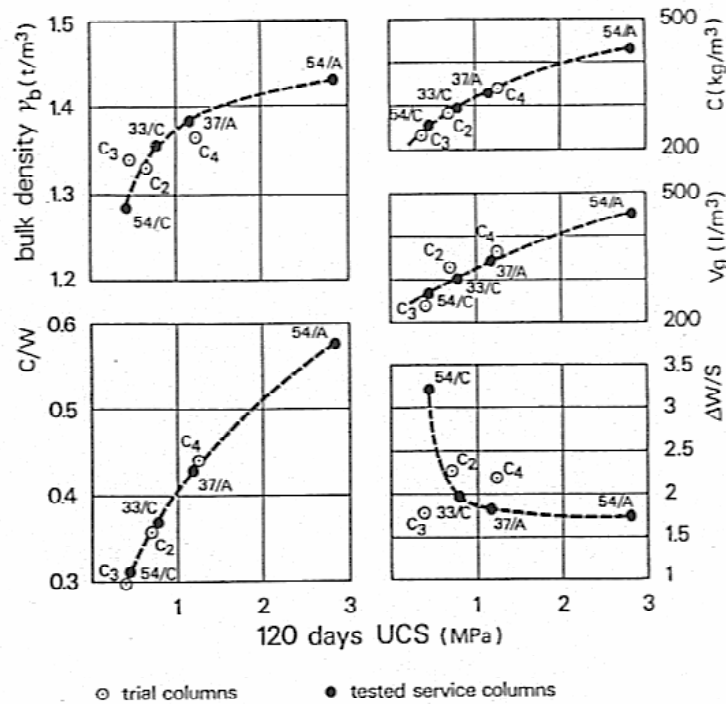 1.5
1.4
1.3
1.2
bulk density γb (t/m³)
54/A
37/A
33/C
C4
C3
C2
54/C
500
200
C (kg/m³)
54/A
37/A
C4
33/C
C2
54/C
C3
500
200
Vg (l/m³)
54/A
C4
C2
37/A
33/C
54/C
C3
0.6
0.5
0.4
0.3
C/W
54/A
C4
37/A
33/C
C2
C3
54/C
1 2 3
3.5
3
2.5
2
1.5
1
ΔW/S
54/C
C2
C4
C3
33/C
37/A
54/A
1 2 3
120 days UCS (MPa)
⊙ trial columns ● tested service columns